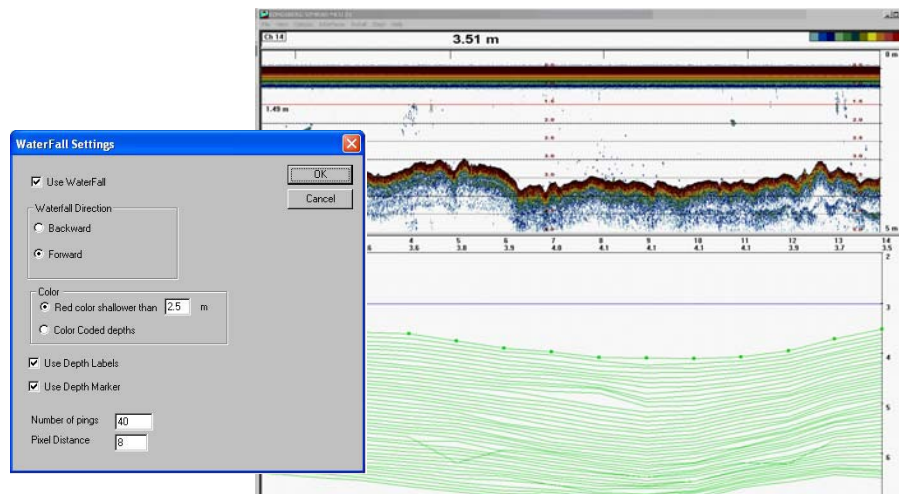 Ch 14
3.51 m
0 m
1.49 m
5 m
WaterFall Settings
Use WaterFall
OK
Cancel
Waterfall Direction
Backward
Forward
Color
Red color shallower than 2.5 m
Color Coded depths
Use Depth Labels
Use Depth Marker
Number of pings 40
Pixel Distance 8
4 5 6 7 8 9 10 11 12 13 14
3.6 3.8 3.9 4.0 4.1 4.1 4.1 4.1 3.9 3.7 3.5
2
3
4
5
6